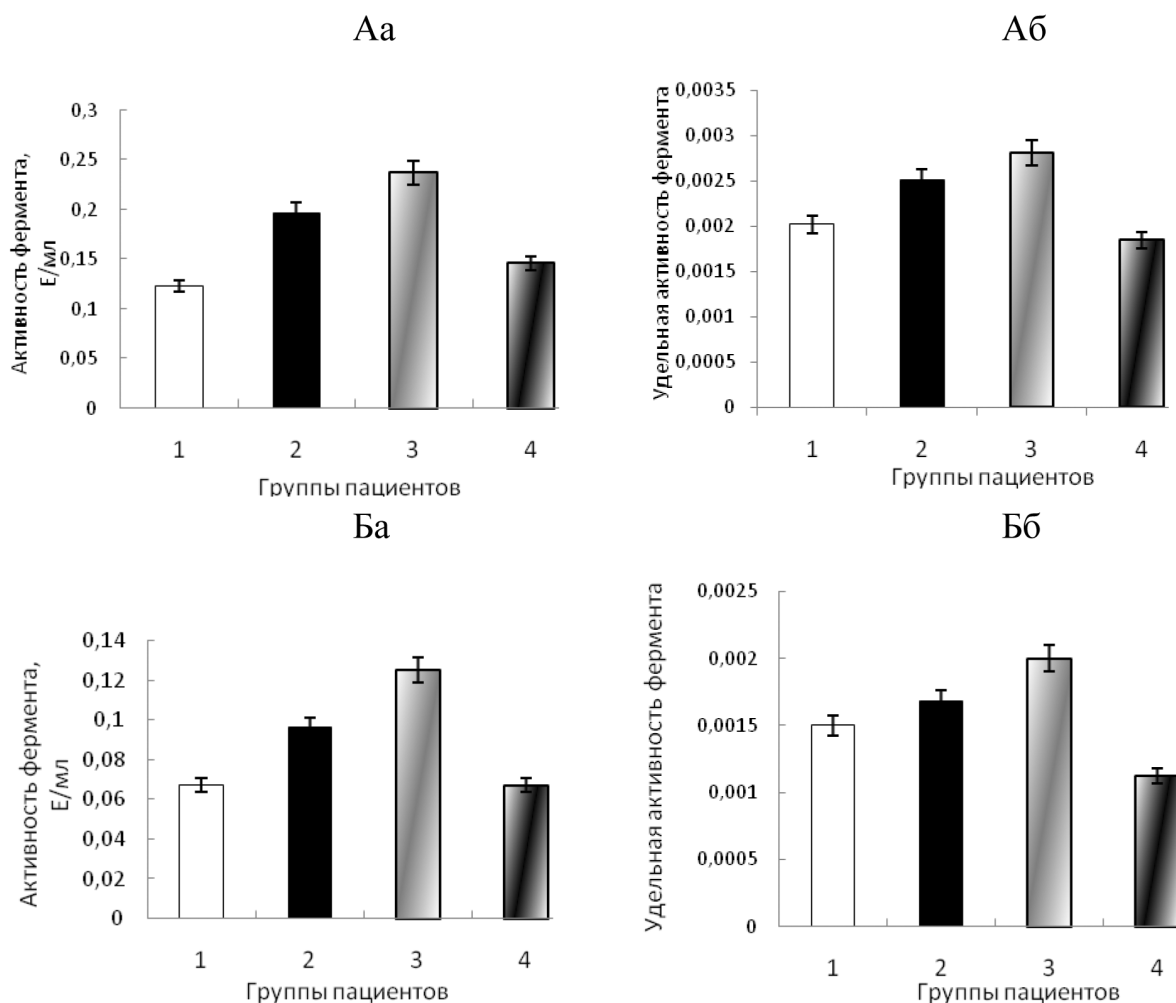 Аа
Активность фермента,
Е/мл
0,3
0,25
0,2
0,15
0,1
0,05
0
1 2 3 4
Группы пациентов
Аб
Удельная активность фермента
0,0035
0,003
0,0025
0,002
0,0015
0,001
0,0005
0
1 2 3 4
Группы пациентов
Ба
Активность фермента,
Е/мл
0,14
0,12
0,1
0,08
0,06
0,04
0,02
0
1 2 3 4
Группы пациентов
Бб
Удельная активность фермента
0,0025
0,002
0,0015
0,001
0,0005
0
1 2 3 4
Группы пациентов